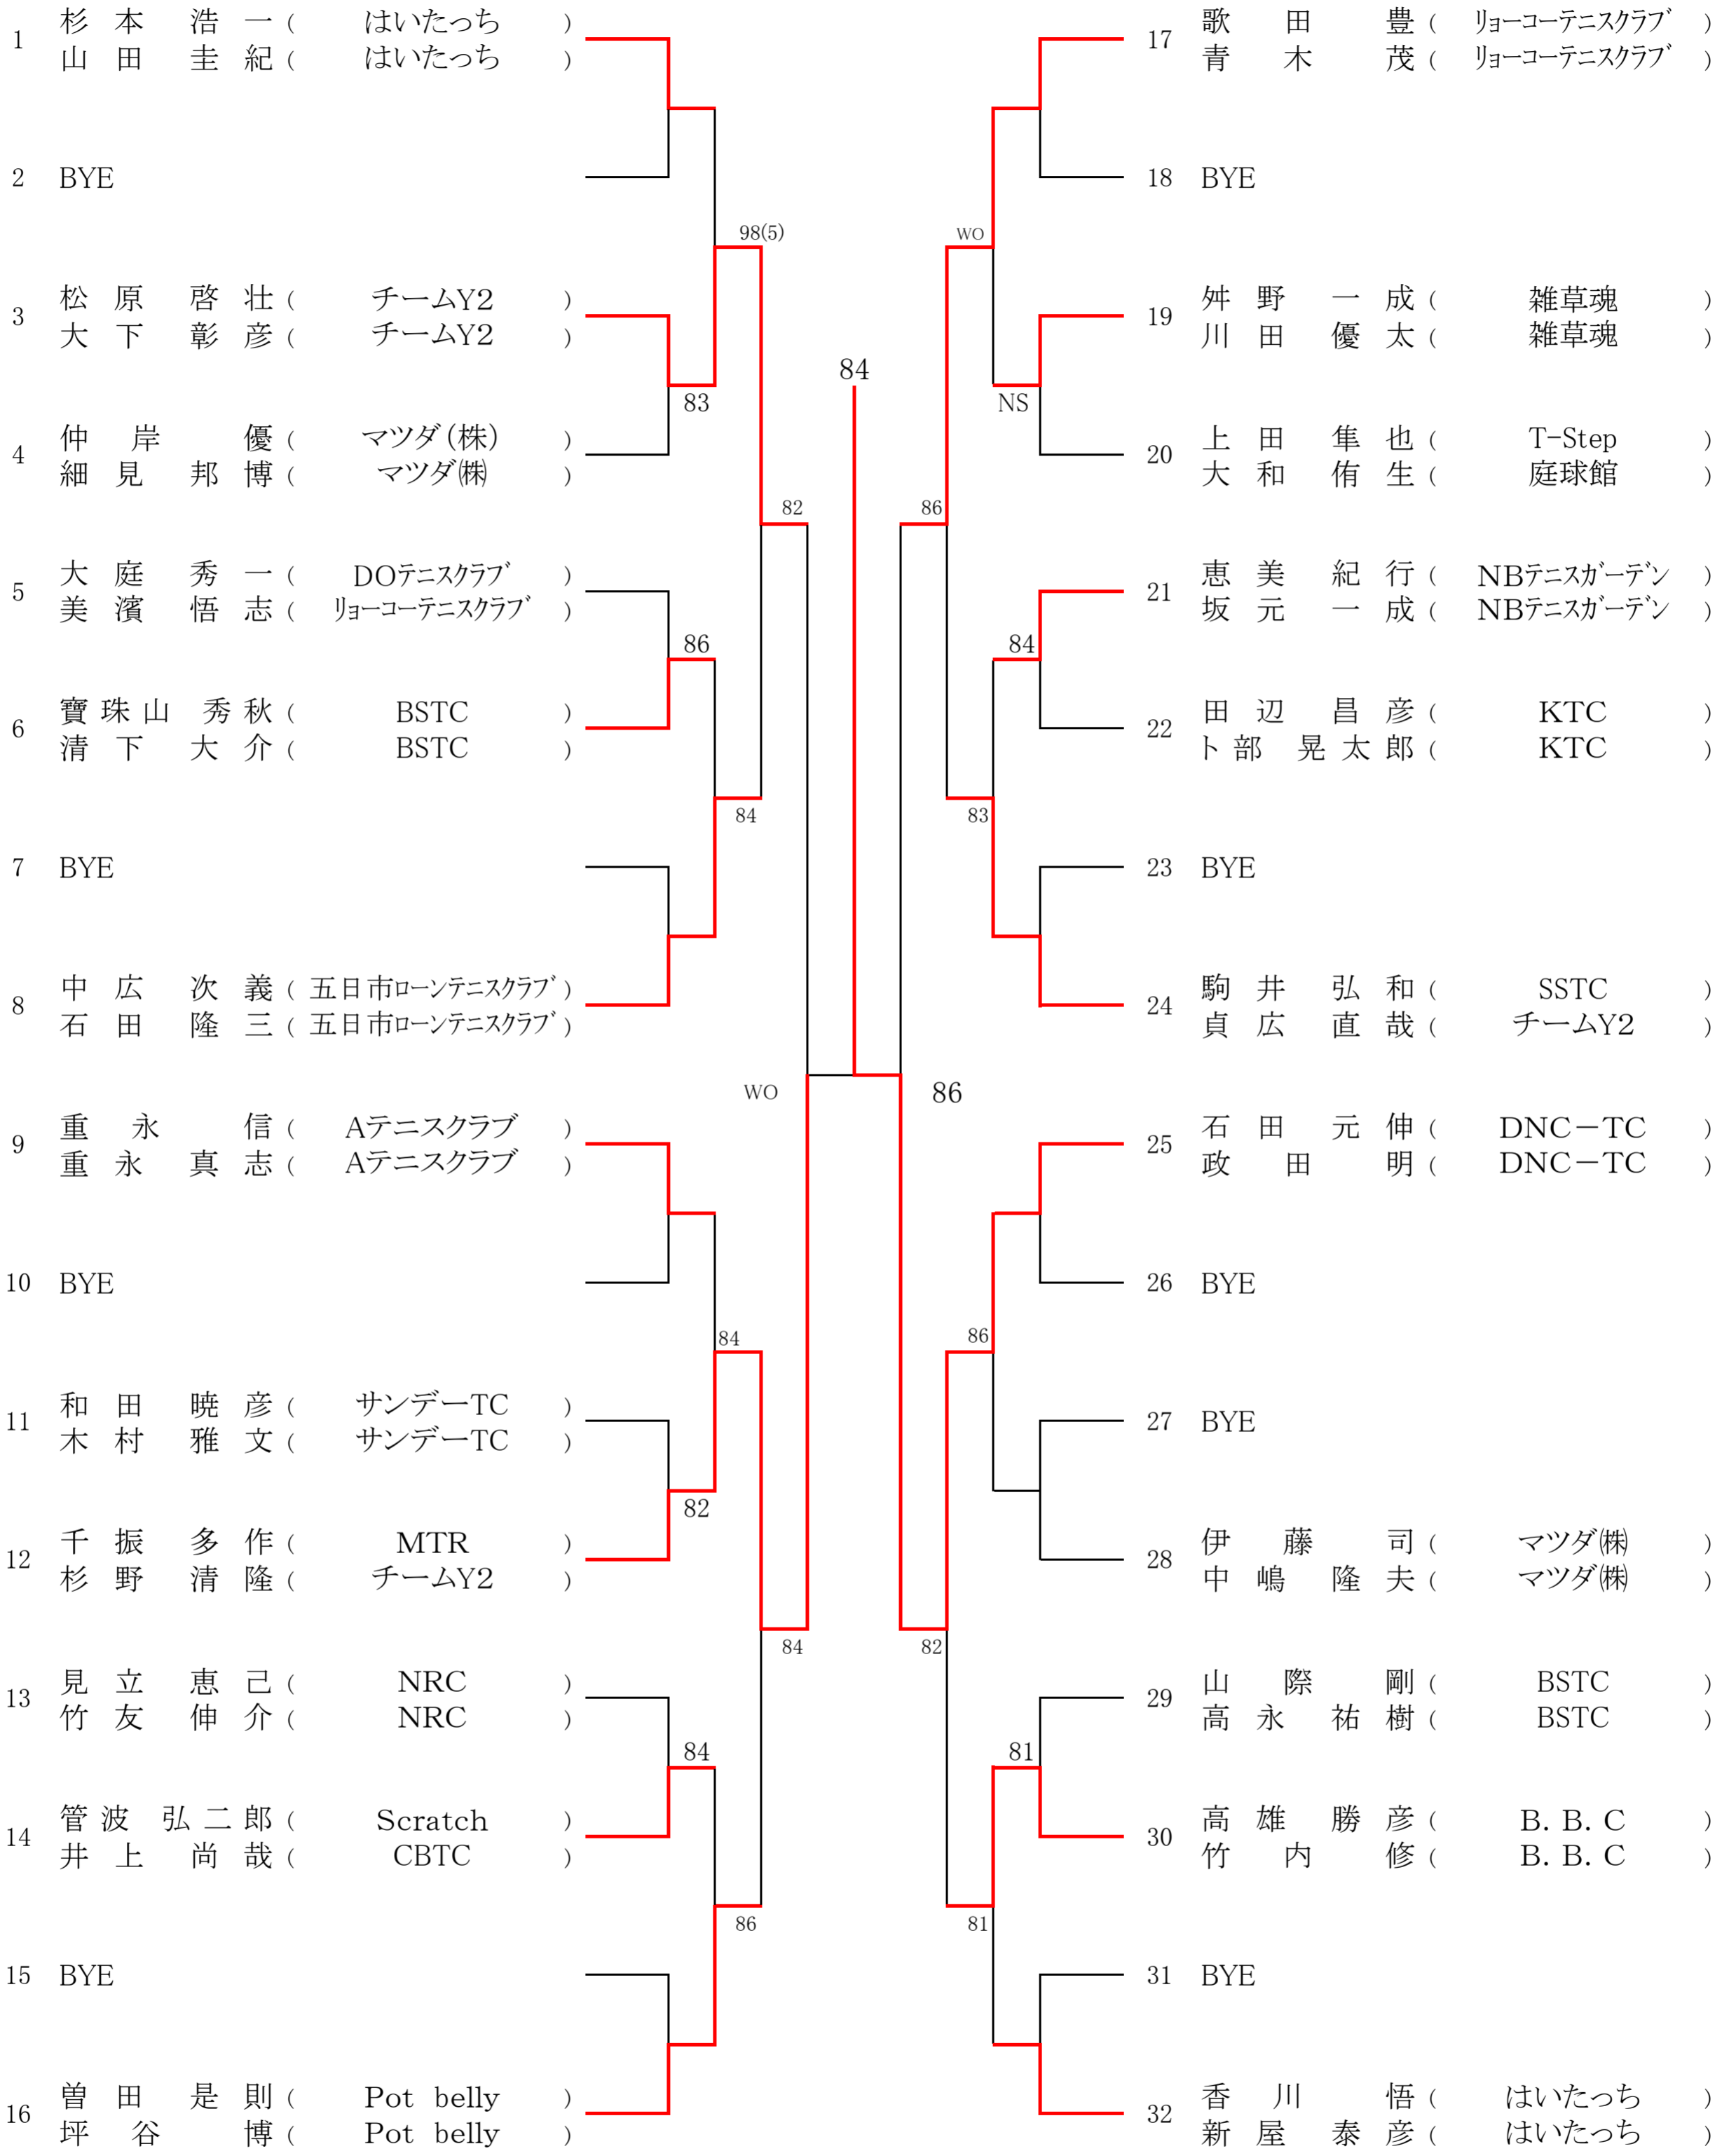 1 杉本 浩一 ( はいたっち )
山田 圭紀 ( はいたっち )
2 BYE
98(5)
3 松原 啓壮 ( チームY2 )
大下 彰彦 ( チームY2 )
83
4 仲岸 優 ( マツダ(株) )
細見 邦博 ( マツダ㈱ )
82
5 大庭 秀一 ( DOテニスクラブ )
美濱 悟志 ( リョーコーテニスクラブ )
86
6 寶珠山 秀秋 ( BSTC )
清下 大介 ( BSTC )
84
7 BYE
8 中広 次義 ( 五日市ローンテニスクラブ )
石田 隆三 ( 五日市ローンテニスクラブ )
WO
9 重永 信 ( Aテニスクラブ )
重永 真志 ( Aテニスクラブ )
10 BYE
84
11 和田 暁彦 ( サンデーTC )
木村 雅文 ( サンデーTC )
82
12 千振 多作 ( MTR )
杉野 清隆 ( チームY2 )
84
13 見立 恵己 ( NRC )
竹友 伸介 ( NRC )
84
14 管波 弘二郎 ( Scratch )
井上 尚哉 ( CBTC )
86
15 BYE
16 曽田 是則 ( Pot belly )
坪谷 博 ( Pot belly )
84
17 歌田 豊 ( リョーコーテニスクラブ )
青木 茂 ( リョーコーテニスクラブ )
18 BYE
WO
19 舛野 一成 ( 雑草魂 )
川田 優太 ( 雑草魂 )
NS
20 上田 隼也 ( T-Step )
大和 侑生 ( 庭球館 )
86
21 恵美 紀行 ( NBテニスガーデン )
坂元 一成 ( NBテニスガーデン )
84
22 田辺 昌彦 ( KTC )
卜部 晃太郎 ( KTC )
83
23 BYE
24 駒井 弘和 ( SSTC )
貞広 直哉 ( チームY2 )
86
25 石田 元伸 ( DNC－TC )
政田 明 ( DNC－TC )
26 BYE
86
27 BYE
28 伊藤 司 ( マツダ㈱ )
中嶋 隆夫 ( マツダ㈱ )
82
29 山際 剛 ( BSTC )
高永 祐樹 ( BSTC )
81
30 高雄 勝彦 ( B．B．C )
竹内 修 ( B．B．C )
81
31 BYE
32 香川 悟 ( はいたっち )
新屋 泰彦 ( はいたっち )